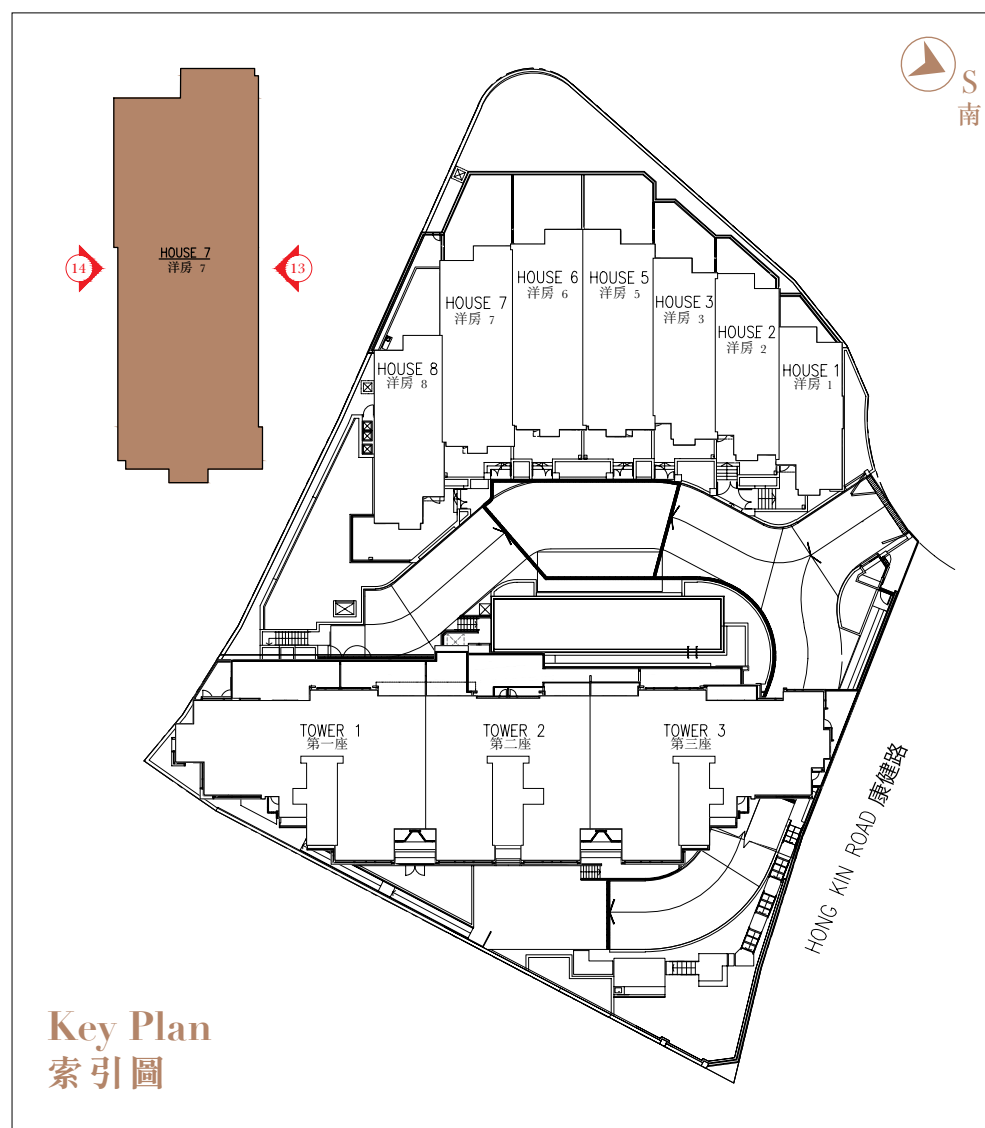 S
南
HOUSE 7
洋房 7
14
13
HOUSE 6
洋房 6
HOUSE 5
洋房 5
HOUSE 7
洋房 7
HOUSE 3
洋房 3
HOUSE 2
洋房 2
HOUSE 8
洋房 8
HOUSE 1
洋房 1
TOWER 1
第一座
TOWER 2
第二座
TOWER 3
第三座
HONG KIN ROAD 康健路
Key Plan
索引圖